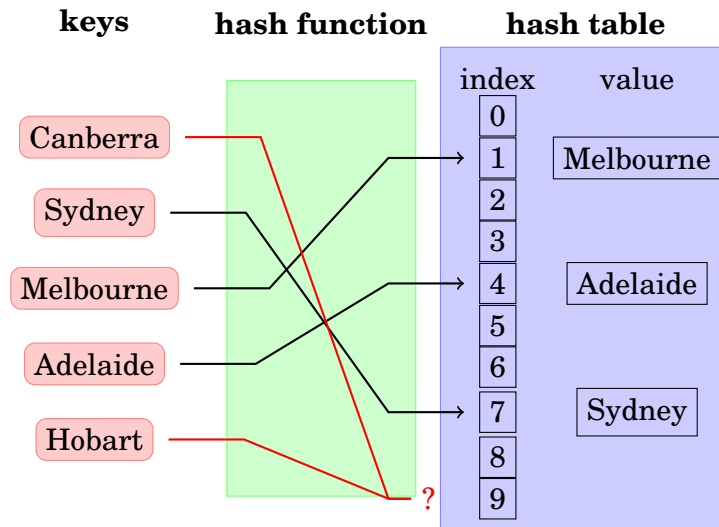 keys hash function hash table
index value
0
Canberra
1 Melbourne
2
Sydney
3
Melbourne 4 Adelaide
5
Adelaide
6
7 Sydney
Hobart
8
? 9